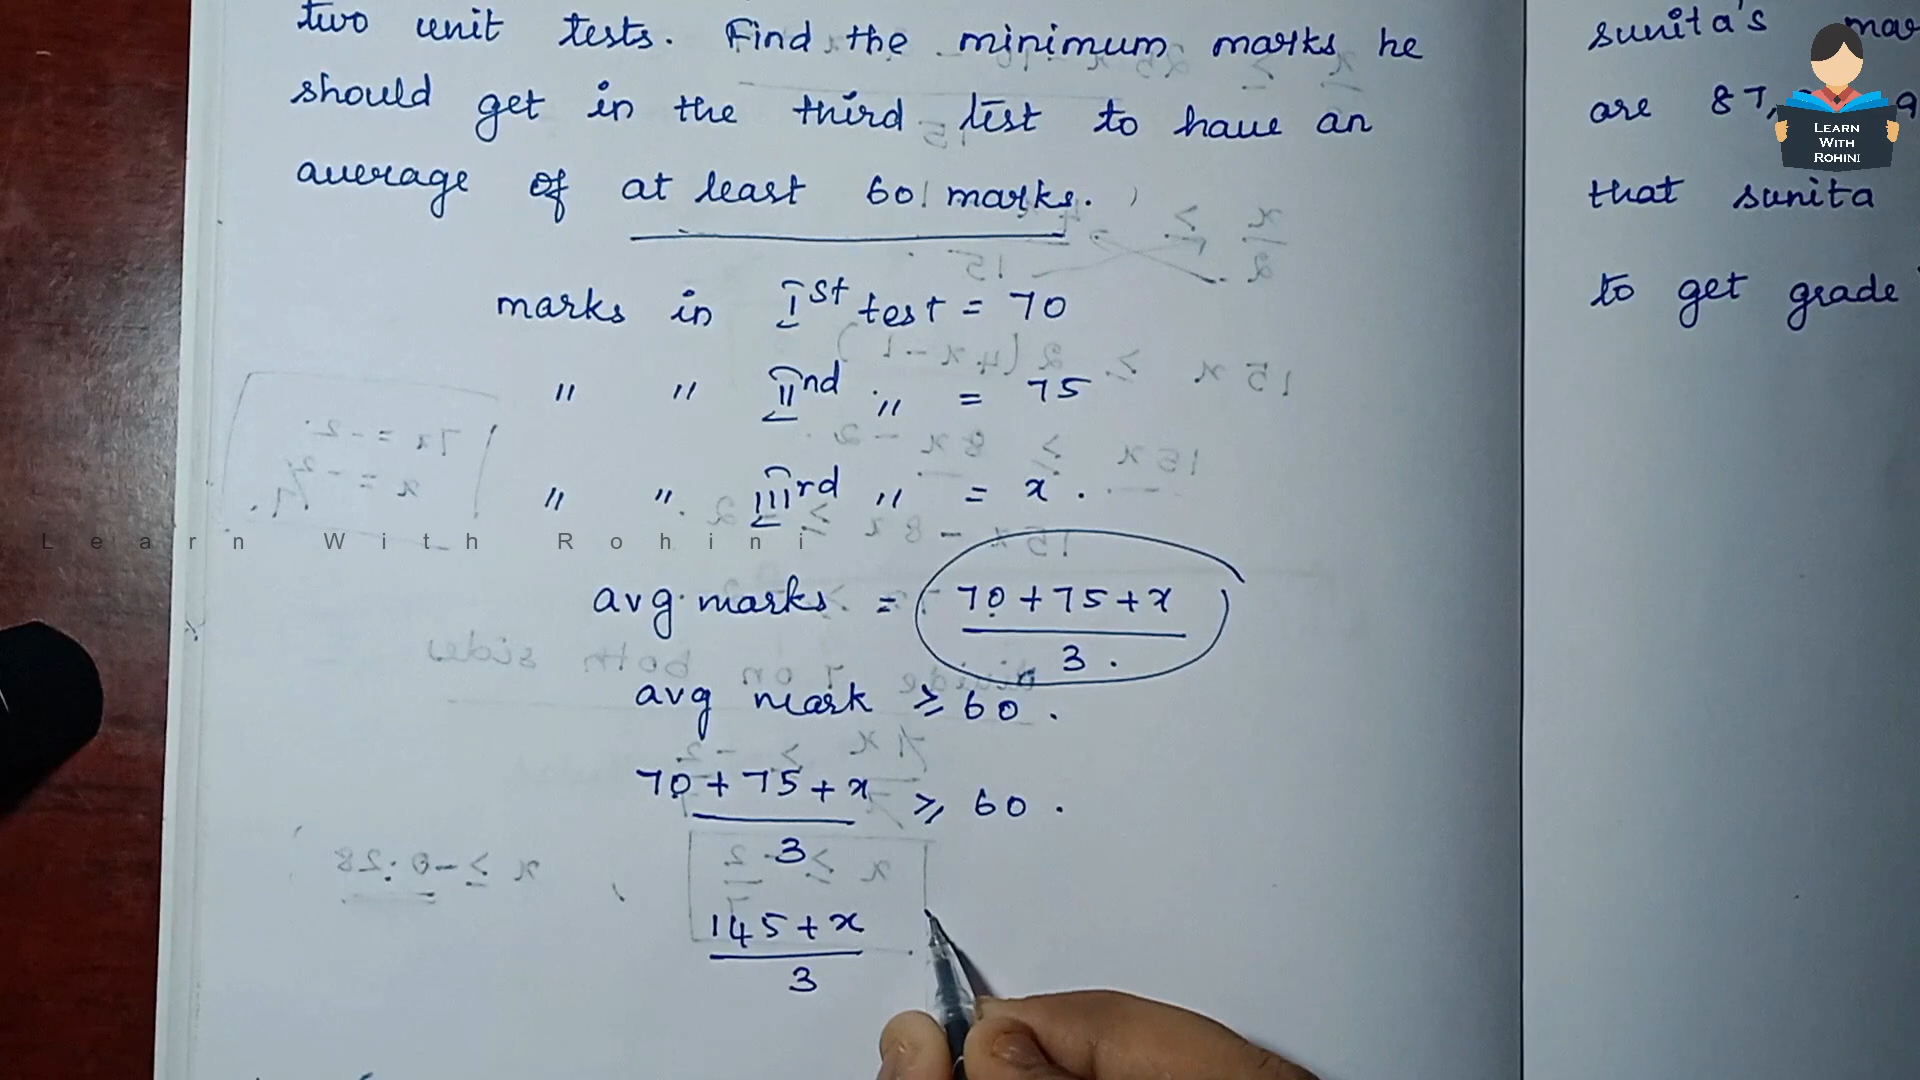 two unit tests. Find the minimum marks he
should get in the third test to have an
average of at least 60 marks.
marks in Ist test = 70
" " IInd " = 75
" " IIIrd " = x.
avg. marks = 70+75+x
3.
avg mark ≥ 60.
70+75+x ≥ 60.
3
145+x
3
sunita's
are 87,
that sunita
to get grade
LEARN
WITH
ROHINI
Learn With Rohini